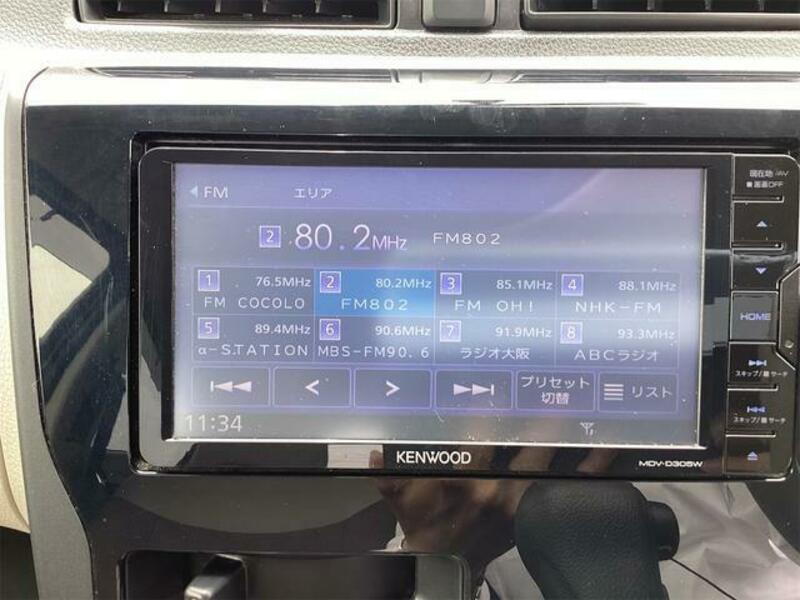 FM エリア
2 80.2MHz FM802
1 76.5MHz 2 80.2MHz 3 85.1MHz 4 88.1MHz
FM COCOLO FM802 FM OH! NHK-FM
5 89.4MHz 6 90.6MHz 7 91.9MHz 8 93.3MHz
α-STATION MBS-FM90.6 ラジオ大阪 ABCラジオ
プリセット
切替
リスト
11:34
KENWOOD
MDV-D305W
現在地 AV
画面OFF
HOME
スキップ/サーチ
スキップ/サーチ